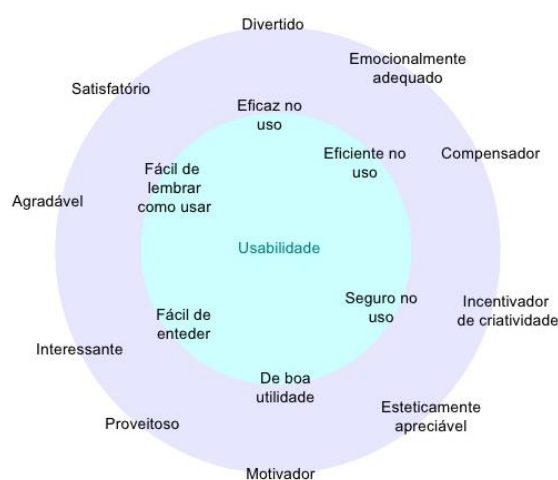 Divertido
Emocionalmente
adequado
Satisfatório
Eficaz no
uso
Eficiente no
uso
Compensador
Fácil de
lembrar
como usar
Agradável
Usabilidade
Seguro no
uso
Incentivador
de criatividade
Fácil de
enteder
Interessante
De boa
utilidade
Esteticamente
apreciável
Proveitoso
Motivador